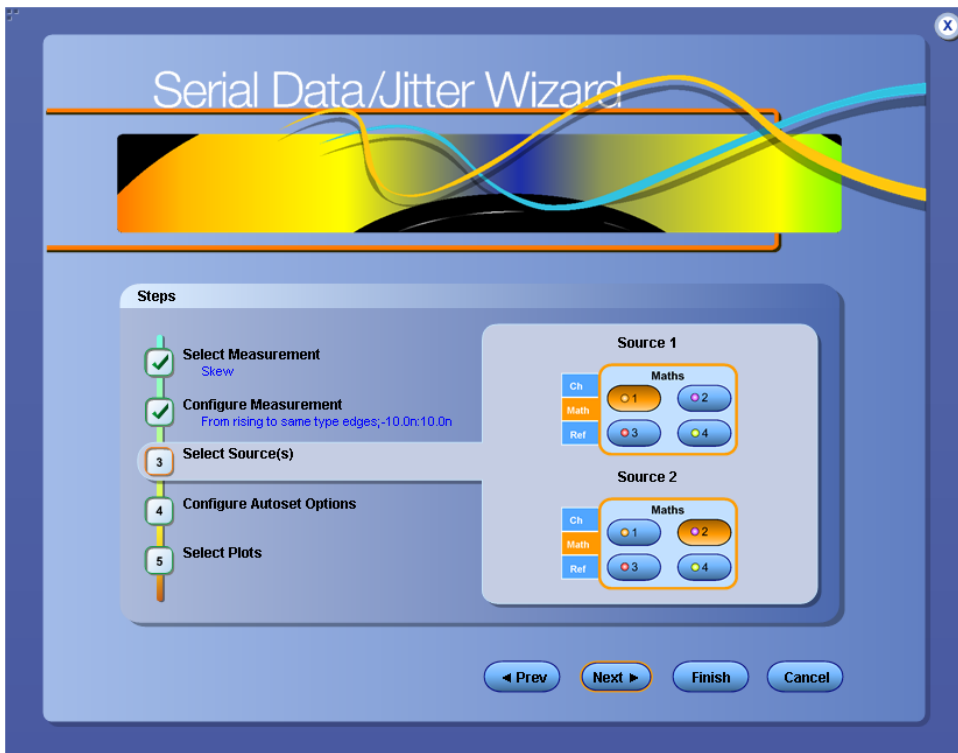 X
Serial Data/Jitter Wizard
Steps
Select Measurement
Skew
Configure Measurement
From rising to same type edges;-10.0n:10.0n
3
Select Source(s)
4
Configure Autoset Options
5
Select Plots
Source 1
Maths
Ch
Math
Ref
1
2
3
4
Source 2
Maths
Ch
Math
Ref
1
2
3
4
◄ Prev
Next ►
Finish
Cancel